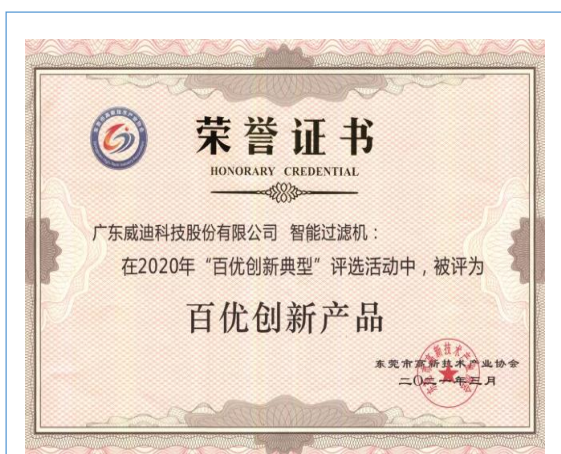 荣誉证书
HONORARY CREDENTIAL
广东威迪科技股份有限公司 智能过滤机：
在2020年“百优创新典型”评选活动中，被评为
百优创新产品
东莞市高新技术产业协会
二〇二一年三月